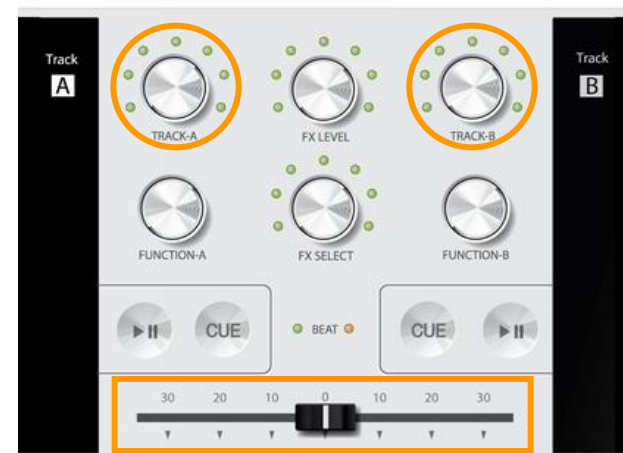 Track
A
Track
B
TRACK-A
FX LEVEL
TRACK-B
FUNCTION-A
FX SELECT
FUNCTION-B
CUE
BEAT
CUE
30 20 10 0 10 20 30